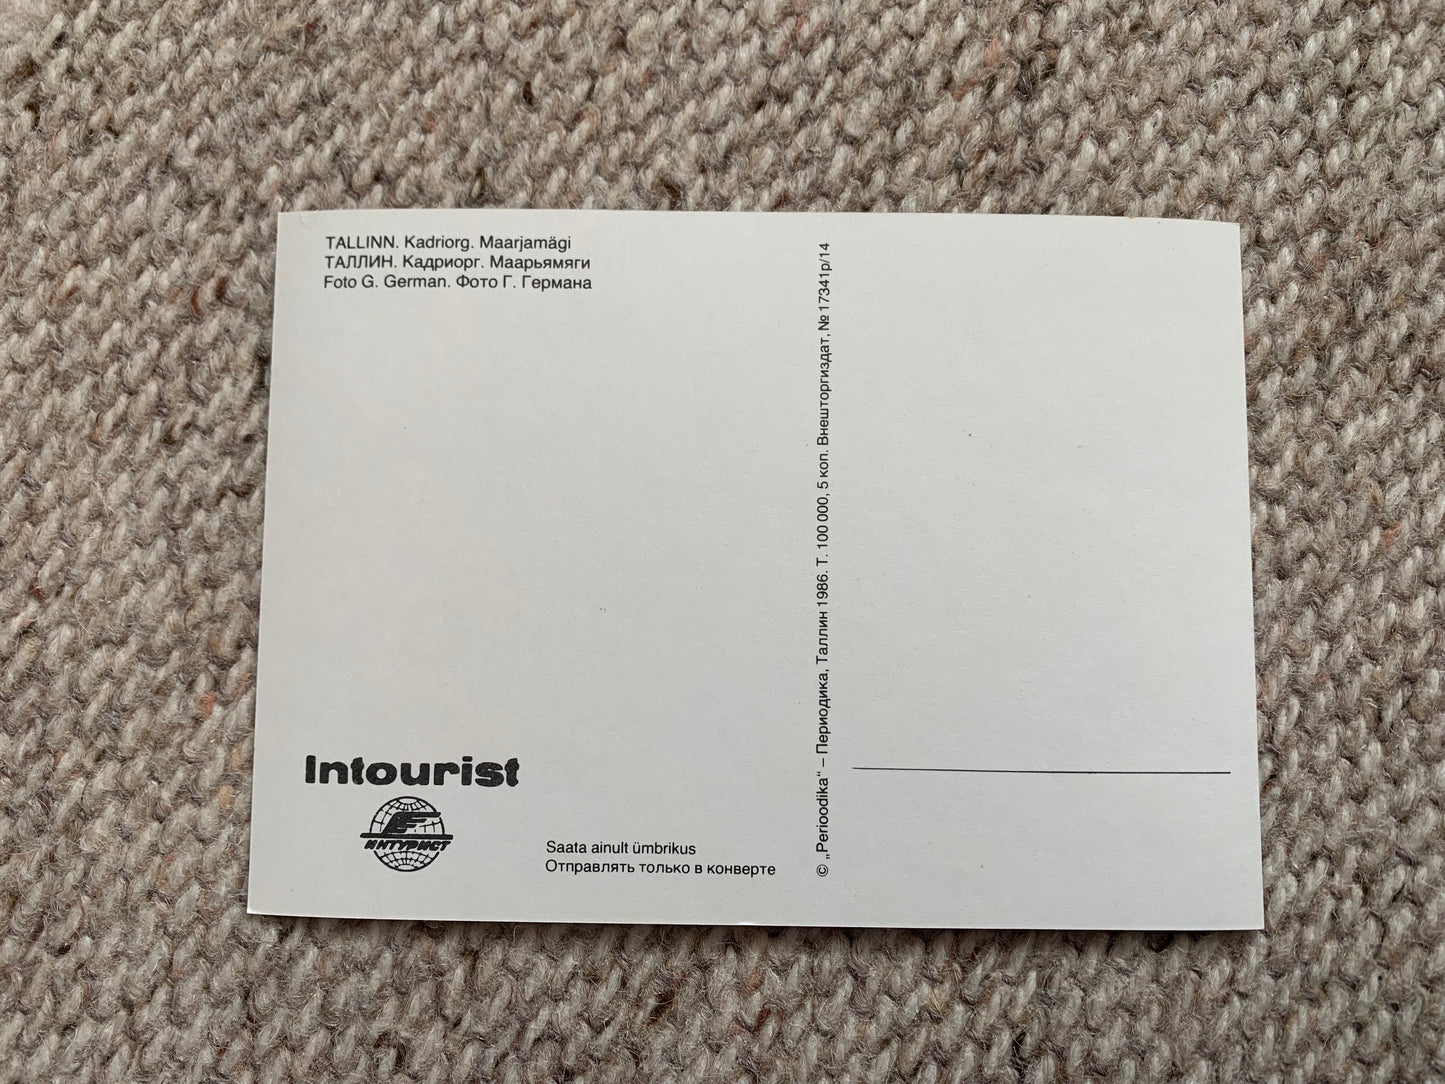 TALLINN. Kadriorg. Maarjamägi
ТАЛЛИН. Кадриорг. Маарьямяги
Foto G. German. Фото Г. Германа
Intourist
ИНТУРИСТ
Saata ainult ümbrikus
Отправлять только в конверте
© „Perioodika“ – Периодика, Таллин 1986. Т. 100 000, 5 коп. Внешторгиздат, № 17341р/14